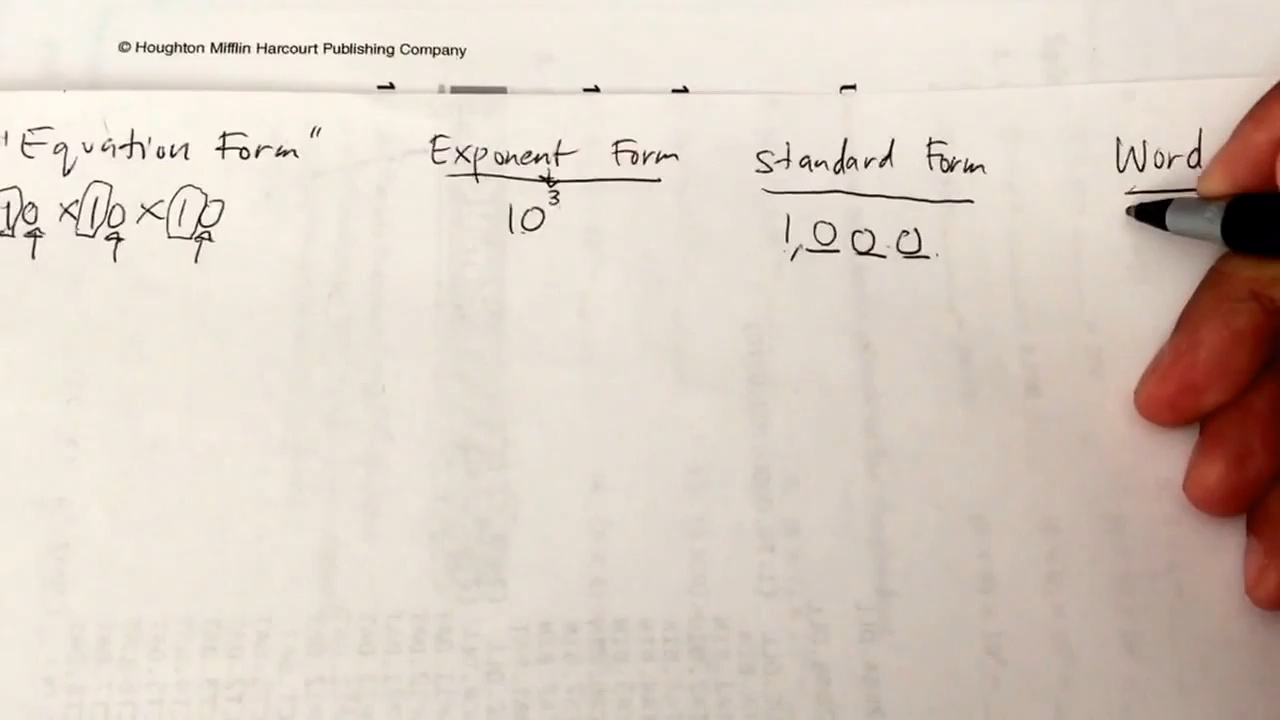 © Houghton Mifflin Harcourt Publishing Company
"Equation Form" Exponent Form Standard Form Word
10 x 10 x 10 10³ 1,000.